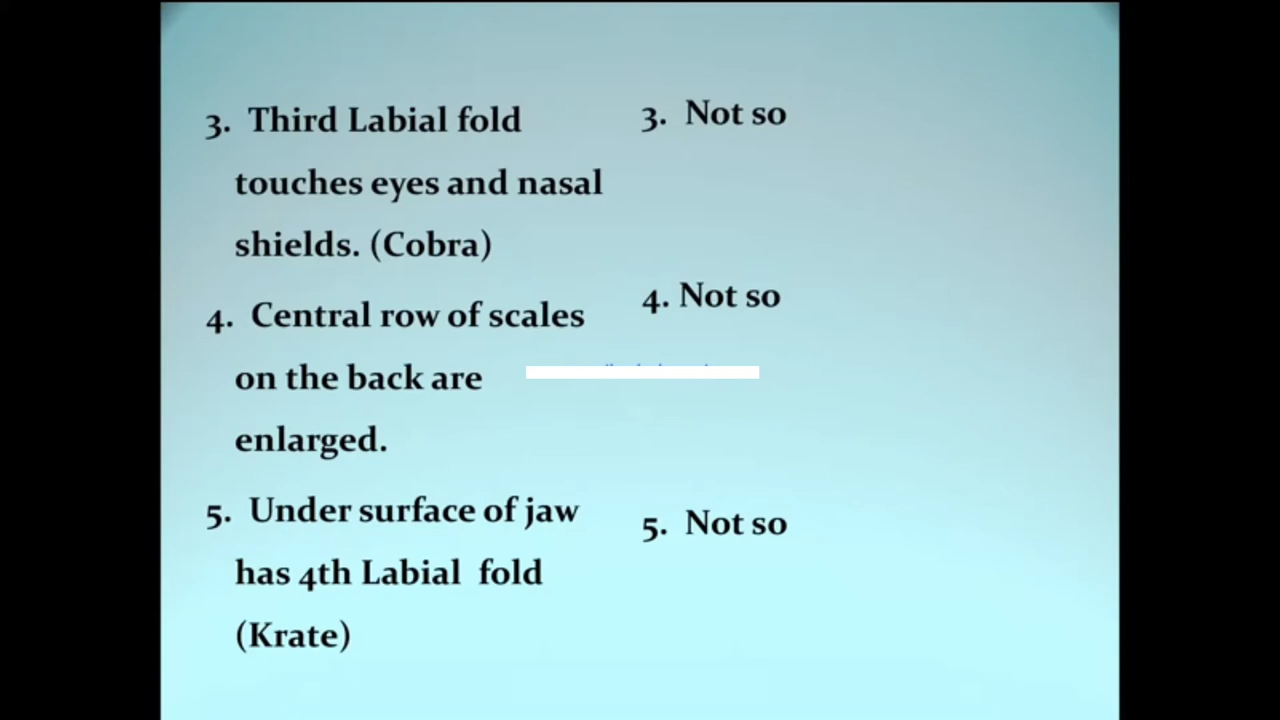 3. Third Labial fold
touches eyes and nasal
shields. (Cobra)
4. Central row of scales
on the back are
enlarged.
5. Under surface of jaw
has 4th Labial fold
(Krate)
3. Not so
4. Not so
5. Not so